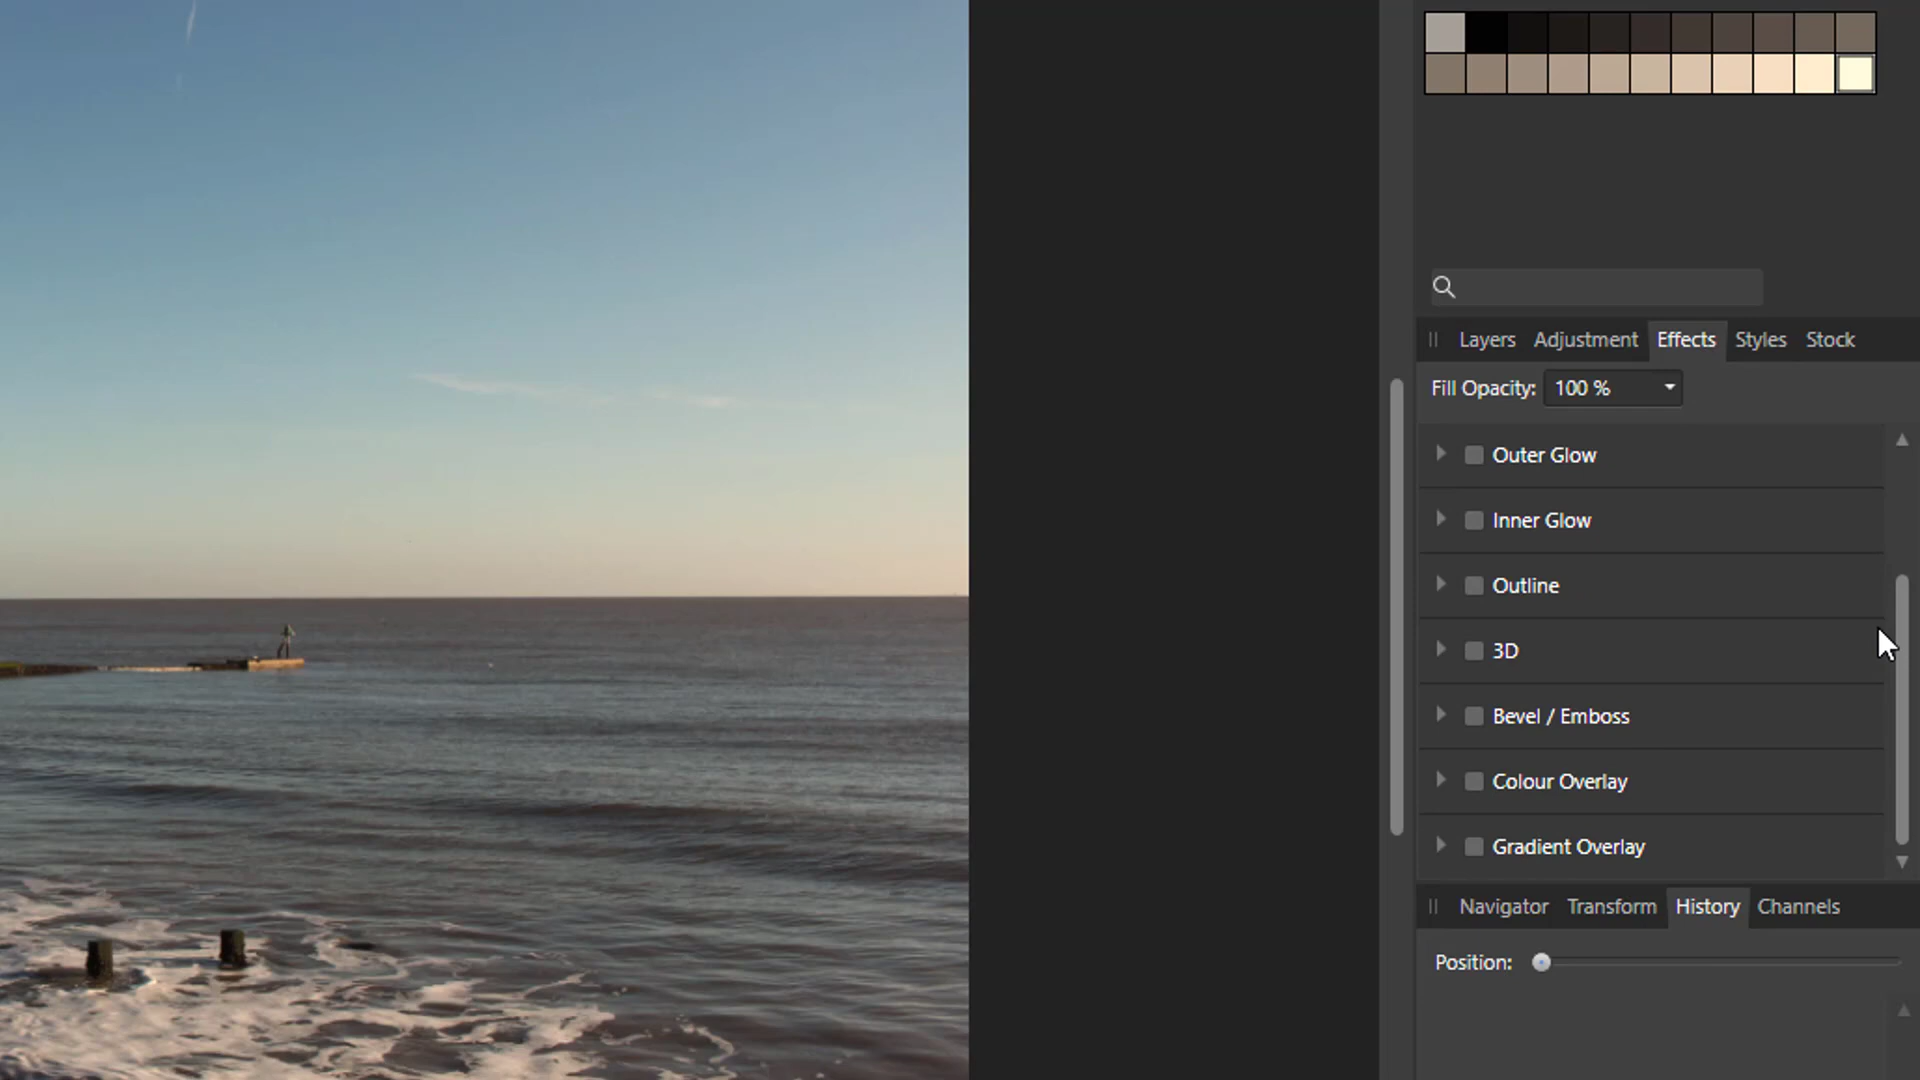 Layers Adjustment Effects Styles Stock
Fill Opacity: 100 %
Outer Glow
Inner Glow
Outline
3D
Bevel / Emboss
Colour Overlay
Gradient Overlay
Navigator Transform History Channels
Position: